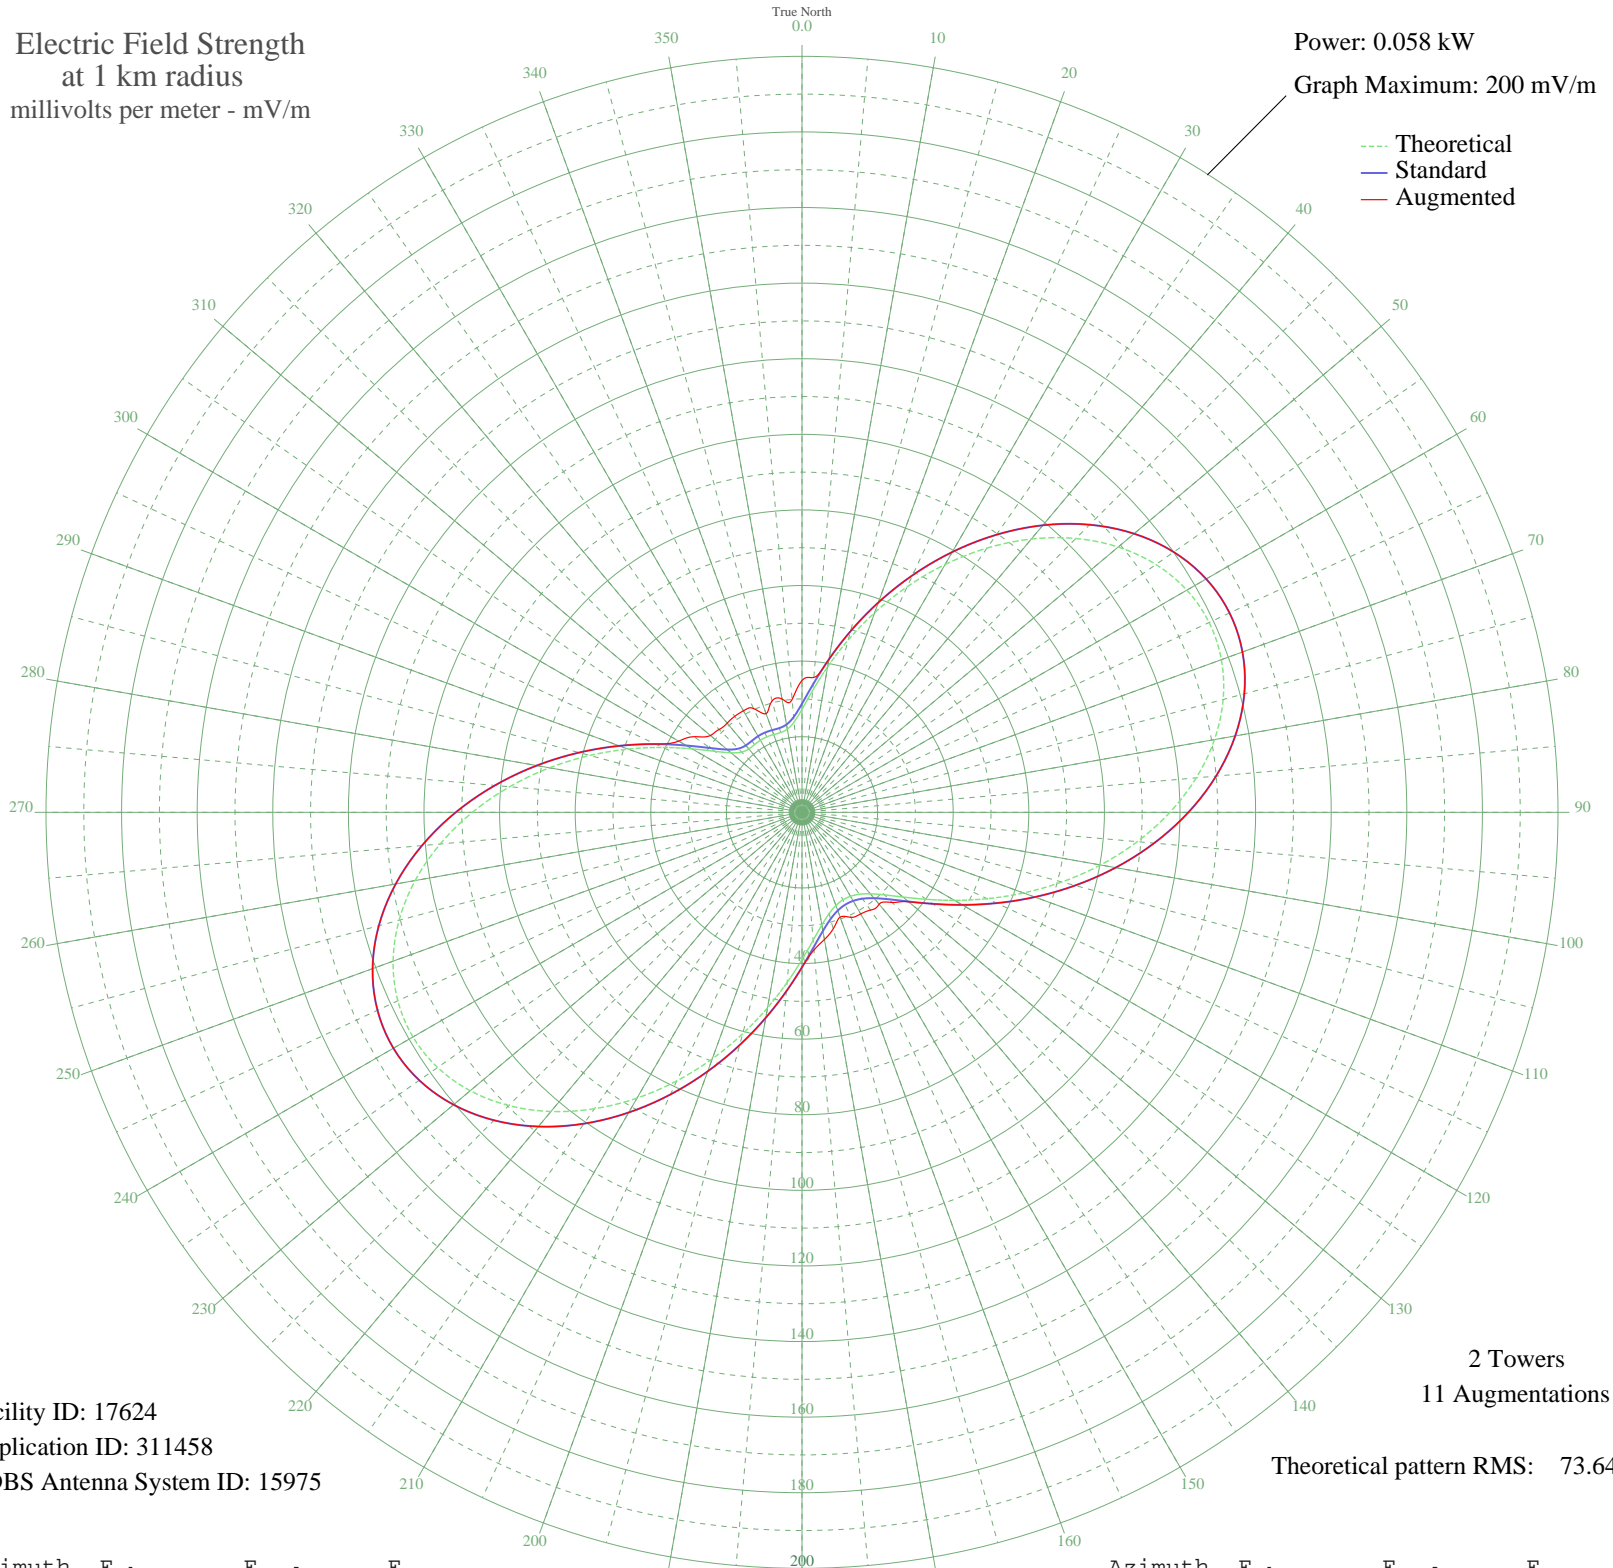 True North
0.0
Electric Field Strength
at 1 km radius
millivolts per meter - mV/m
Power: 0.058 kW
Graph Maximum: 200 mV/m
Theoretical
Standard
Augmented
350
10
340
20
330
30
320
40
310
50
300
60
290
70
280
80
270
90
260
100
250
110
240
120
230
130
220
140
210
150
200
160
40
60
80
100
120
140
160
180
200
2 Towers
11 Augmentations
cility ID: 17624
plication ID: 311458
DBS Antenna System ID: 15975
Theoretical pattern RMS: 73.64